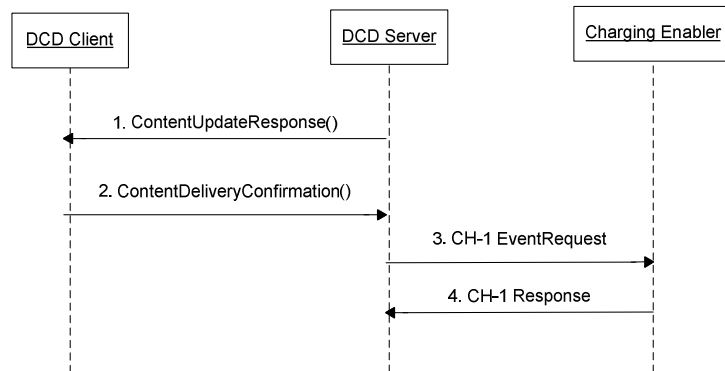 DCD Client
DCD Server
Charging Enabler
1. ContentUpdateResponse()
2. ContentDeliveryConfirmation()
3. CH-1 EventRequest
4. CH-1 Response